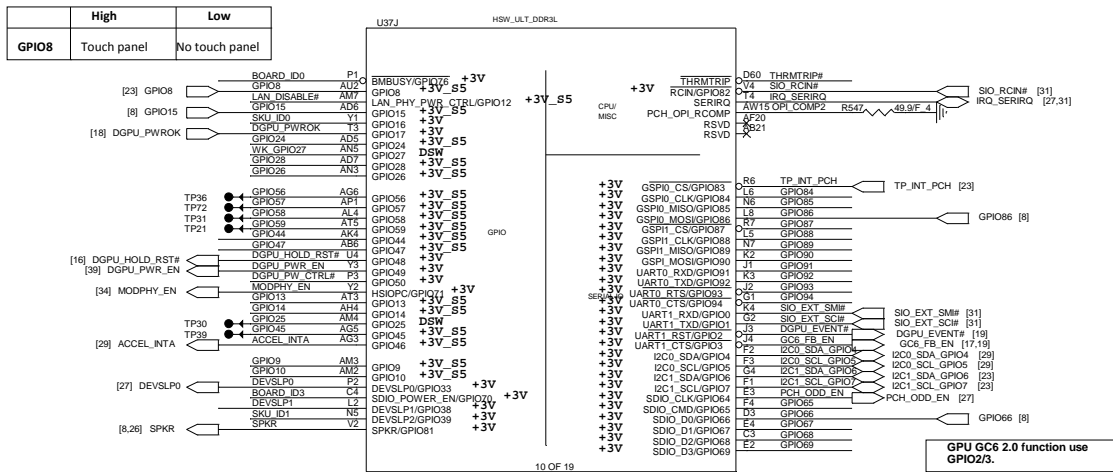 High Low
GPIO8 Touch panel No touch panel
U37J
HSW_ULT_DDR3L
BOARD_ID0 P1 BMBUSY/GPIO76 +3V
[23] GPIO8 GPIO8 AU2 GPIO8 +3V_S5
LAN_DISABLE# AM7 LAN_PHY_PWR_CTRL/GPIO12 +3V_S5
[8] GPIO15 GPIO15 AD6 GPIO15 +3V_S5
SKU_ID0 Y1 GPIO16 +3V
[18] DGPU_PWROK DGPU_PWROK T3 GPIO17 +3V
GPIO24 AD5 GPIO24 +3V_S5
WK_GPIO27 AN5 GPIO27 DSW
GPIO28 AD7 GPIO28 +3V_S5
GPIO26 AN3 GPIO26 +3V_S5
TP36 GPIO56 AG6 GPIO56 +3V_S5
TP72 GPIO57 AP1 GPIO57 +3V_S5
TP31 GPIO58 AL4 GPIO58 +3V_S5
TP21 GPIO59 AT5 GPIO59 +3V_S5
GPIO44 AK4 GPIO44 +3V_S5
GPIO47 AB6 GPIO47 +3V_S5
[16] DGPU_HOLD_RST# DGPU_HOLD_RST# U4 GPIO48 +3V
[39] DGPU_PWR_EN DGPU_PWR_EN Y3 GPIO49 +3V
DGPU_PW_CTRL# P3 GPIO50 +3V
[34] MODPHY_EN MODPHY_EN Y2 HSIOPC/GPIO71 +3V
GPIO13 AT3 GPIO13 +3V_S5
GPIO14 AH4 GPIO14 +3V_S5
TP30 GPIO25 AM4 GPIO25 DSW
TP39 GPIO45 AG5 GPIO45 +3V_S5
[29] ACCEL_INTA ACCEL_INTA AG3 GPIO46 +3V_S5
GPIO9 AM3 GPIO9 +3V_S5
GPIO10 AM2 GPIO10 +3V_S5
[27] DEVSLP0 DEVSLP0 P2 DEVSLP0/GPIO33 +3V
BOARD_ID3 C4 SDIO_POWER_EN/GPIO70 +3V
DEVSLP1 L2 DEVSLP1/GPIO38 +3V
SKU_ID1 N5 DEVSLP2/GPIO39 +3V
[8,26] SPKR SPKR V2 SPKR/GPIO81 +3V
GPIO
CPU/
MISC
THRMTRIP D60 THRMTRIP#
+3V RCIN/GPIO82 V4 SIO_RCIN# SIO_RCIN# [31]
SERIRQ T4 IRQ_SERIRQ IRQ_SERIRQ [27,31]
PCH_OPI_RCOMP AW15 OPI_COMP2 R547 49.9/F_4
RSVD AF20
RSVD AB21
+3V GSPI0_CS/GPIO83 R6 TP_INT_PCH TP_INT_PCH [23]
+3V GSPI0_CLK/GPIO84 L6 GPIO84
+3V GSPI0_MISO/GPIO85 N6 GPIO85
+3V GSPI0_MOSI/GPIO86 L8 GPIO86 GPIO86 [8]
+3V GSPI1_CS/GPIO87 R7 GPIO87
+3V GSPI1_CLK/GPIO88 L5 GPIO88
+3V GSPI1_MISO/GPIO89 N7 GPIO89
+3V GSPI_MOSI/GPIO90 K2 GPIO90
+3V UART0_RXD/GPIO91 J1 GPIO91
+3V UART0_TXD/GPIO92 K3 GPIO92
+3V UART0_RTS/GPIO93 J2 GPIO93
+3V UART0_CTS/GPIO94 G1 GPIO94
+3V UART1_RXD/GPIO0 K4 SIO_EXT_SMI# SIO_EXT_SMI# [31]
+3V UART1_TXD/GPIO1 G2 SIO_EXT_SCI# SIO_EXT_SCI# [31]
+3V UART1_RST/GPIO2 J3 DGPU_EVENT# DGPU_EVENT# [19]
+3V UART1_CTS/GPIO3 J4 GC6_FB_EN GC6_FB_EN [17,19]
+3V I2C0_SDA/GPIO4 F2 I2C0_SDA_GPIO4 I2C0_SDA_GPIO4 [29]
+3V I2C0_SCL/GPIO5 F3 I2C0_SCL_GPIO5 I2C0_SCL_GPIO5 [29]
+3V I2C1_SDA/GPIO6 G4 I2C1_SDA_GPIO6 I2C1_SDA_GPIO6 [23]
+3V I2C1_SCL/GPIO7 F1 I2C1_SCL_GPIO7 I2C1_SCL_GPIO7 [23]
+3V SDIO_CLK/GPIO64 E3 PCH_ODD_EN PCH_ODD_EN [27]
+3V SDIO_CMD/GPIO65 F4 GPIO65
+3V SDIO_D0/GPIO66 D3 GPIO66 GPIO66 [8]
+3V SDIO_D1/GPIO67 E4 GPIO67
+3V SDIO_D2/GPIO68 C3 GPIO68
+3V SDIO_D3/GPIO69 E2 GPIO69
10 OF 19
GPU GC6 2.0 function use
GPIO2/3.